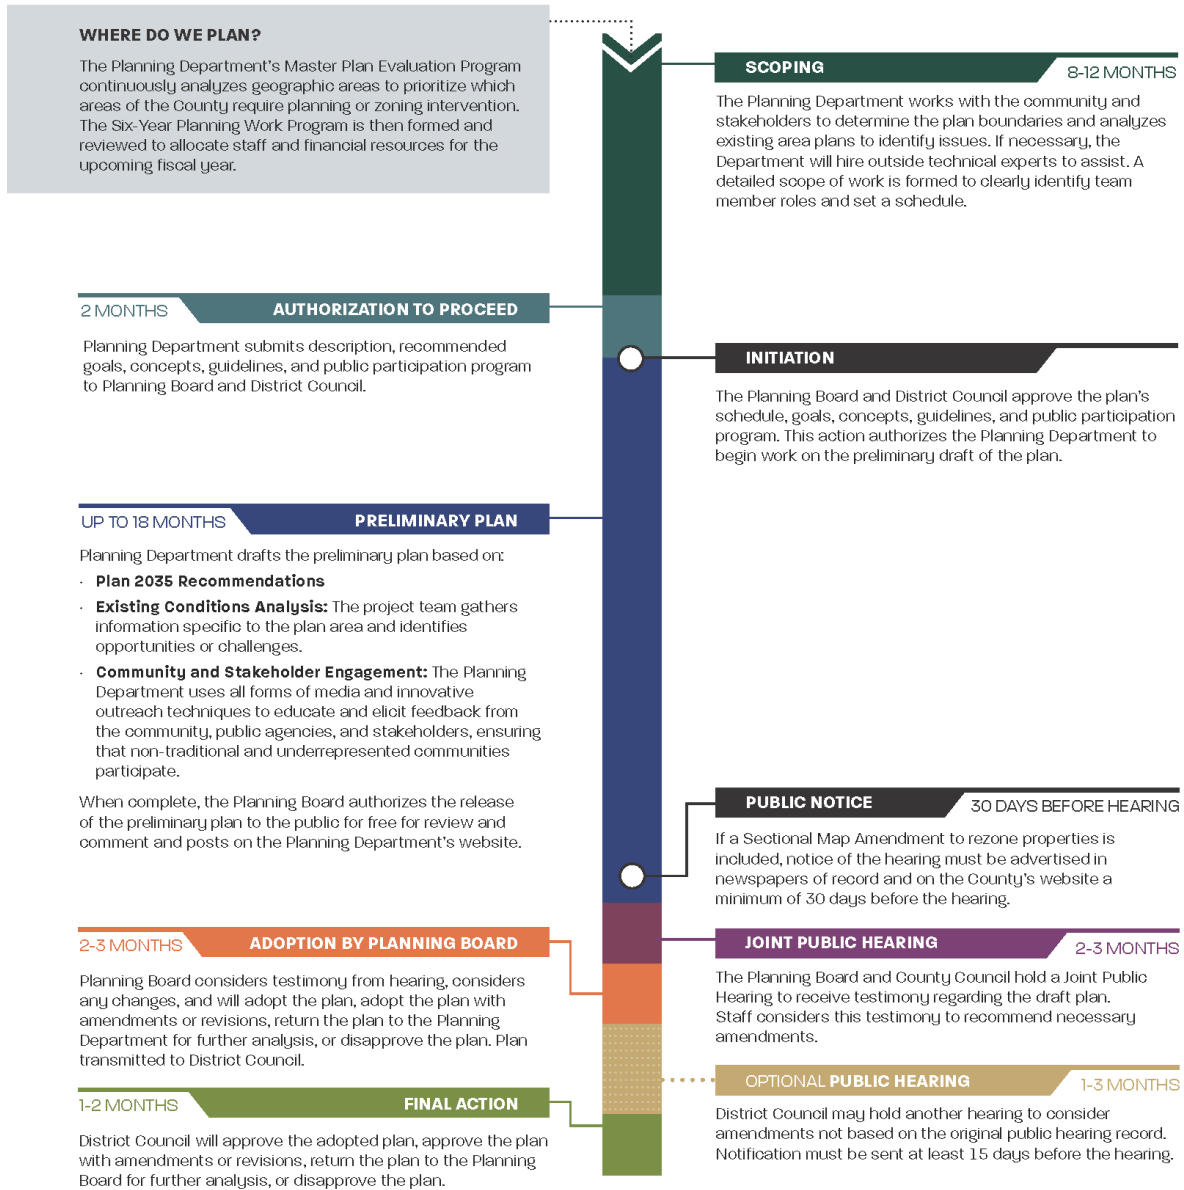 WHERE DO WE PLAN?
The Planning Department's Master Plan Evaluation Program
continuously analyzes geographic areas to prioritize which
areas of the County require planning or zoning intervention.
The Six-Year Planning Work Program is then formed and
reviewed to allocate staff and financial resources for the
upcoming fiscal year.
SCOPING
8-12 MONTHS
The Planning Department works with the community and
stakeholders to determine the plan boundaries and analyzes
existing area plans to identify issues. If necessary, the
Department will hire outside technical experts to assist. A
detailed scope of work is formed to clearly identify team
member roles and set a schedule.
2 MONTHS
AUTHORIZATION TO PROCEED
Planning Department submits description, recommended
goals, concepts, guidelines, and public participation program
to Planning Board and District Council.
INITIATION
The Planning Board and District Council approve the plan's
schedule, goals, concepts, guidelines, and public participation
program. This action authorizes the Planning Department to
begin work on the preliminary draft of the plan.
UP TO 18 MONTHS
PRELIMINARY PLAN
Planning Department drafts the preliminary plan based on:
· Plan 2035 Recommendations
· Existing Conditions Analysis: The project team gathers
information specific to the plan area and identifies
opportunities or challenges.
· Community and Stakeholder Engagement: The Planning
Department uses all forms of media and innovative
outreach techniques to educate and elicit feedback from
the community, public agencies, and stakeholders, ensuring
that non-traditional and underrepresented communities
participate.
When complete, the Planning Board authorizes the release
of the preliminary plan to the public for free for review and
comment and posts on the Planning Department's website.
PUBLIC NOTICE
30 DAYS BEFORE HEARING
If a Sectional Map Amendment to rezone properties is
included, notice of the hearing must be advertised in
newspapers of record and on the County's website a
minimum of 30 days before the hearing.
JOINT PUBLIC HEARING
2-3 MONTHS
The Planning Board and County Council hold a Joint Public
Hearing to receive testimony regarding the draft plan.
Staff considers this testimony to recommend necessary
amendments.
2-3 MONTHS
ADOPTION BY PLANNING BOARD
Planning Board considers testimony from hearing, considers
any changes, and will adopt the plan, adopt the plan with
amendments or revisions, return the plan to the Planning
Department for further analysis, or disapprove the plan. Plan
transmitted to District Council.
OPTIONAL PUBLIC HEARING
1-3 MONTHS
District Council may hold another hearing to consider
amendments not based on the original public hearing record.
Notification must be sent at least 15 days before the hearing.
1-2 MONTHS
FINAL ACTION
District Council will approve the adopted plan, approve the plan
with amendments or revisions, return the plan to the Planning
Board for further analysis, or disapprove the plan.